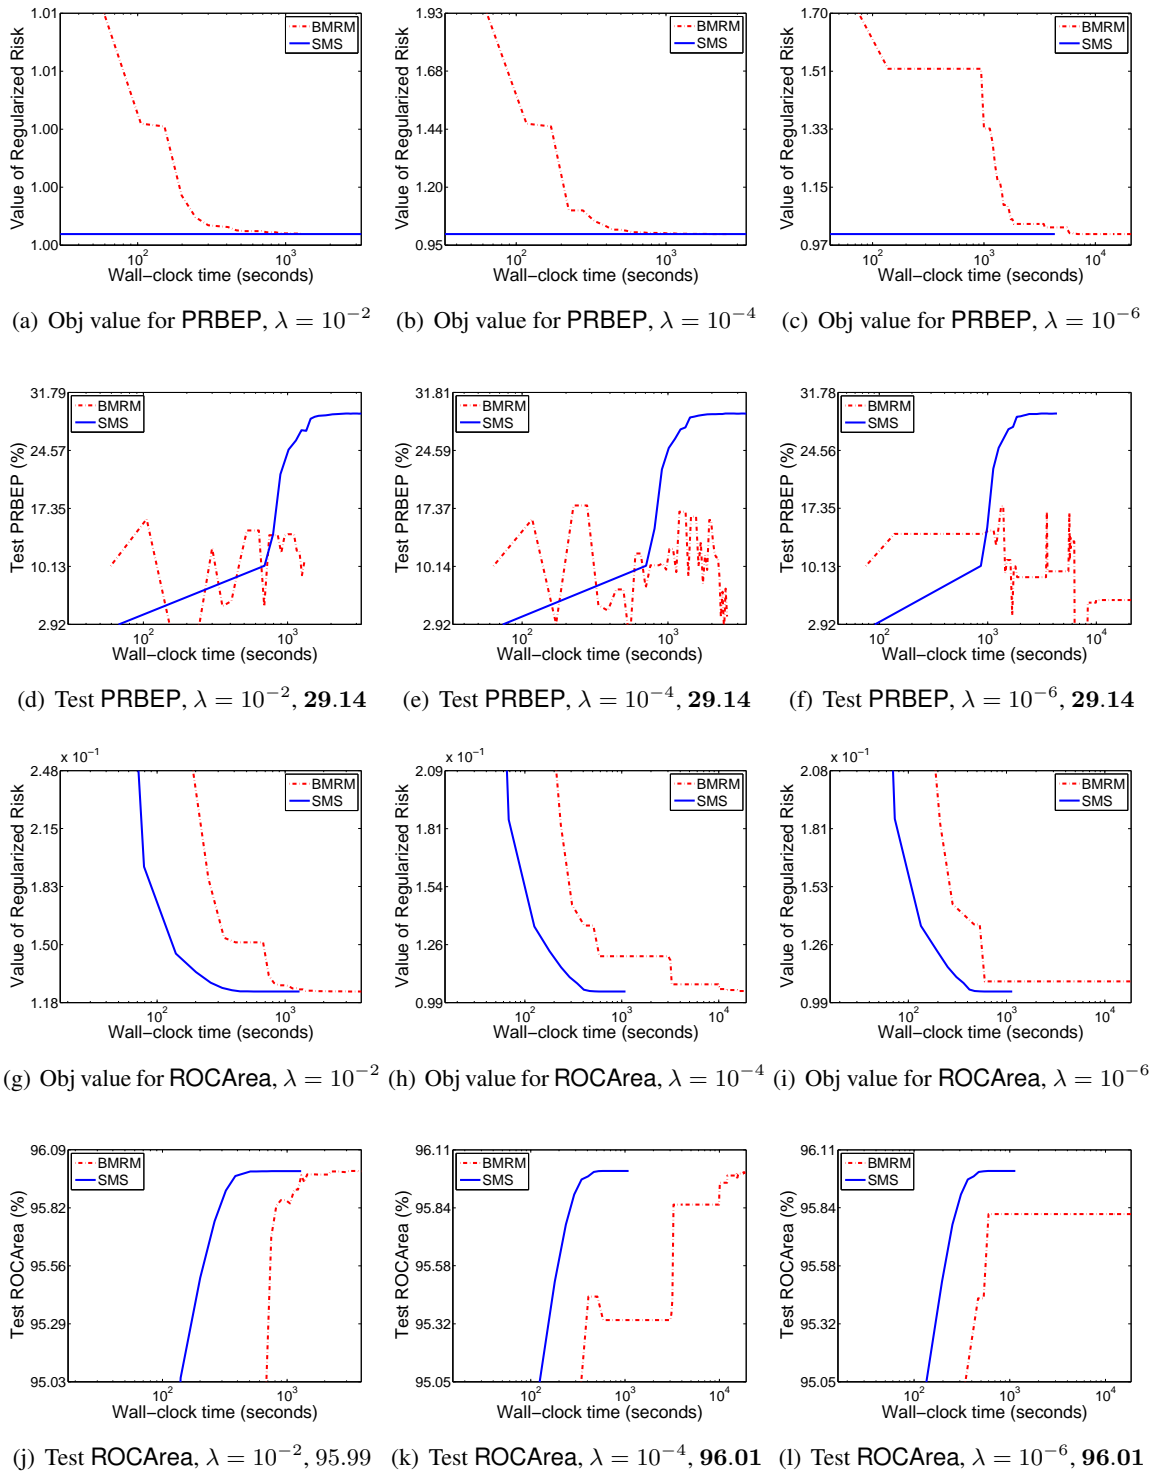 1.01
1.01
1.00
1.00
1.00
Value of Regularized Risk
BMRM
SMS
10^2
10^3
Wall-clock time (seconds)
(a) Obj value for PRBEP, λ = 10^{-2}
1.93
1.68
1.44
1.20
0.95
Value of Regularized Risk
BMRM
SMS
10^2
10^3
Wall-clock time (seconds)
(b) Obj value for PRBEP, λ = 10^{-4}
1.70
1.51
1.33
1.15
0.97
Value of Regularized Risk
BMRM
SMS
10^2
10^3
10^4
Wall-clock time (seconds)
(c) Obj value for PRBEP, λ = 10^{-6}
31.79
24.57
17.35
10.13
2.92
Test PRBEP (%)
BMRM
SMS
10^2
10^3
Wall-clock time (seconds)
(d) Test PRBEP, λ = 10^{-2}, 29.14
31.81
24.59
17.37
10.14
2.92
Test PRBEP (%)
BMRM
SMS
10^2
10^3
Wall-clock time (seconds)
(e) Test PRBEP, λ = 10^{-4}, 29.14
31.78
24.56
17.35
10.13
2.92
Test PRBEP (%)
BMRM
SMS
10^2
10^3
10^4
Wall-clock time (seconds)
(f) Test PRBEP, λ = 10^{-6}, 29.14
x 10^{-1}
2.48
2.15
1.83
1.50
1.18
Value of Regularized Risk
BMRM
SMS
10^2
10^3
Wall-clock time (seconds)
(g) Obj value for ROCArea, λ = 10^{-2}
x 10^{-1}
2.09
1.81
1.54
1.26
0.99
Value of Regularized Risk
BMRM
SMS
10^2
10^3
10^4
Wall-clock time (seconds)
(h) Obj value for ROCArea, λ = 10^{-4}
x 10^{-1}
2.08
1.81
1.53
1.26
0.99
Value of Regularized Risk
BMRM
SMS
10^2
10^3
10^4
Wall-clock time (seconds)
(i) Obj value for ROCArea, λ = 10^{-6}
96.09
95.82
95.56
95.29
95.03
Test ROCArea (%)
BMRM
SMS
10^2
10^3
Wall-clock time (seconds)
(j) Test ROCArea, λ = 10^{-2}, 95.99
96.11
95.84
95.58
95.32
95.05
Test ROCArea (%)
BMRM
SMS
10^2
10^3
10^4
Wall-clock time (seconds)
(k) Test ROCArea, λ = 10^{-4}, 96.01
96.11
95.84
95.58
95.32
95.05
Test ROCArea (%)
BMRM
SMS
10^2
10^3
10^4
Wall-clock time (seconds)
(l) Test ROCArea, λ = 10^{-6}, 96.01